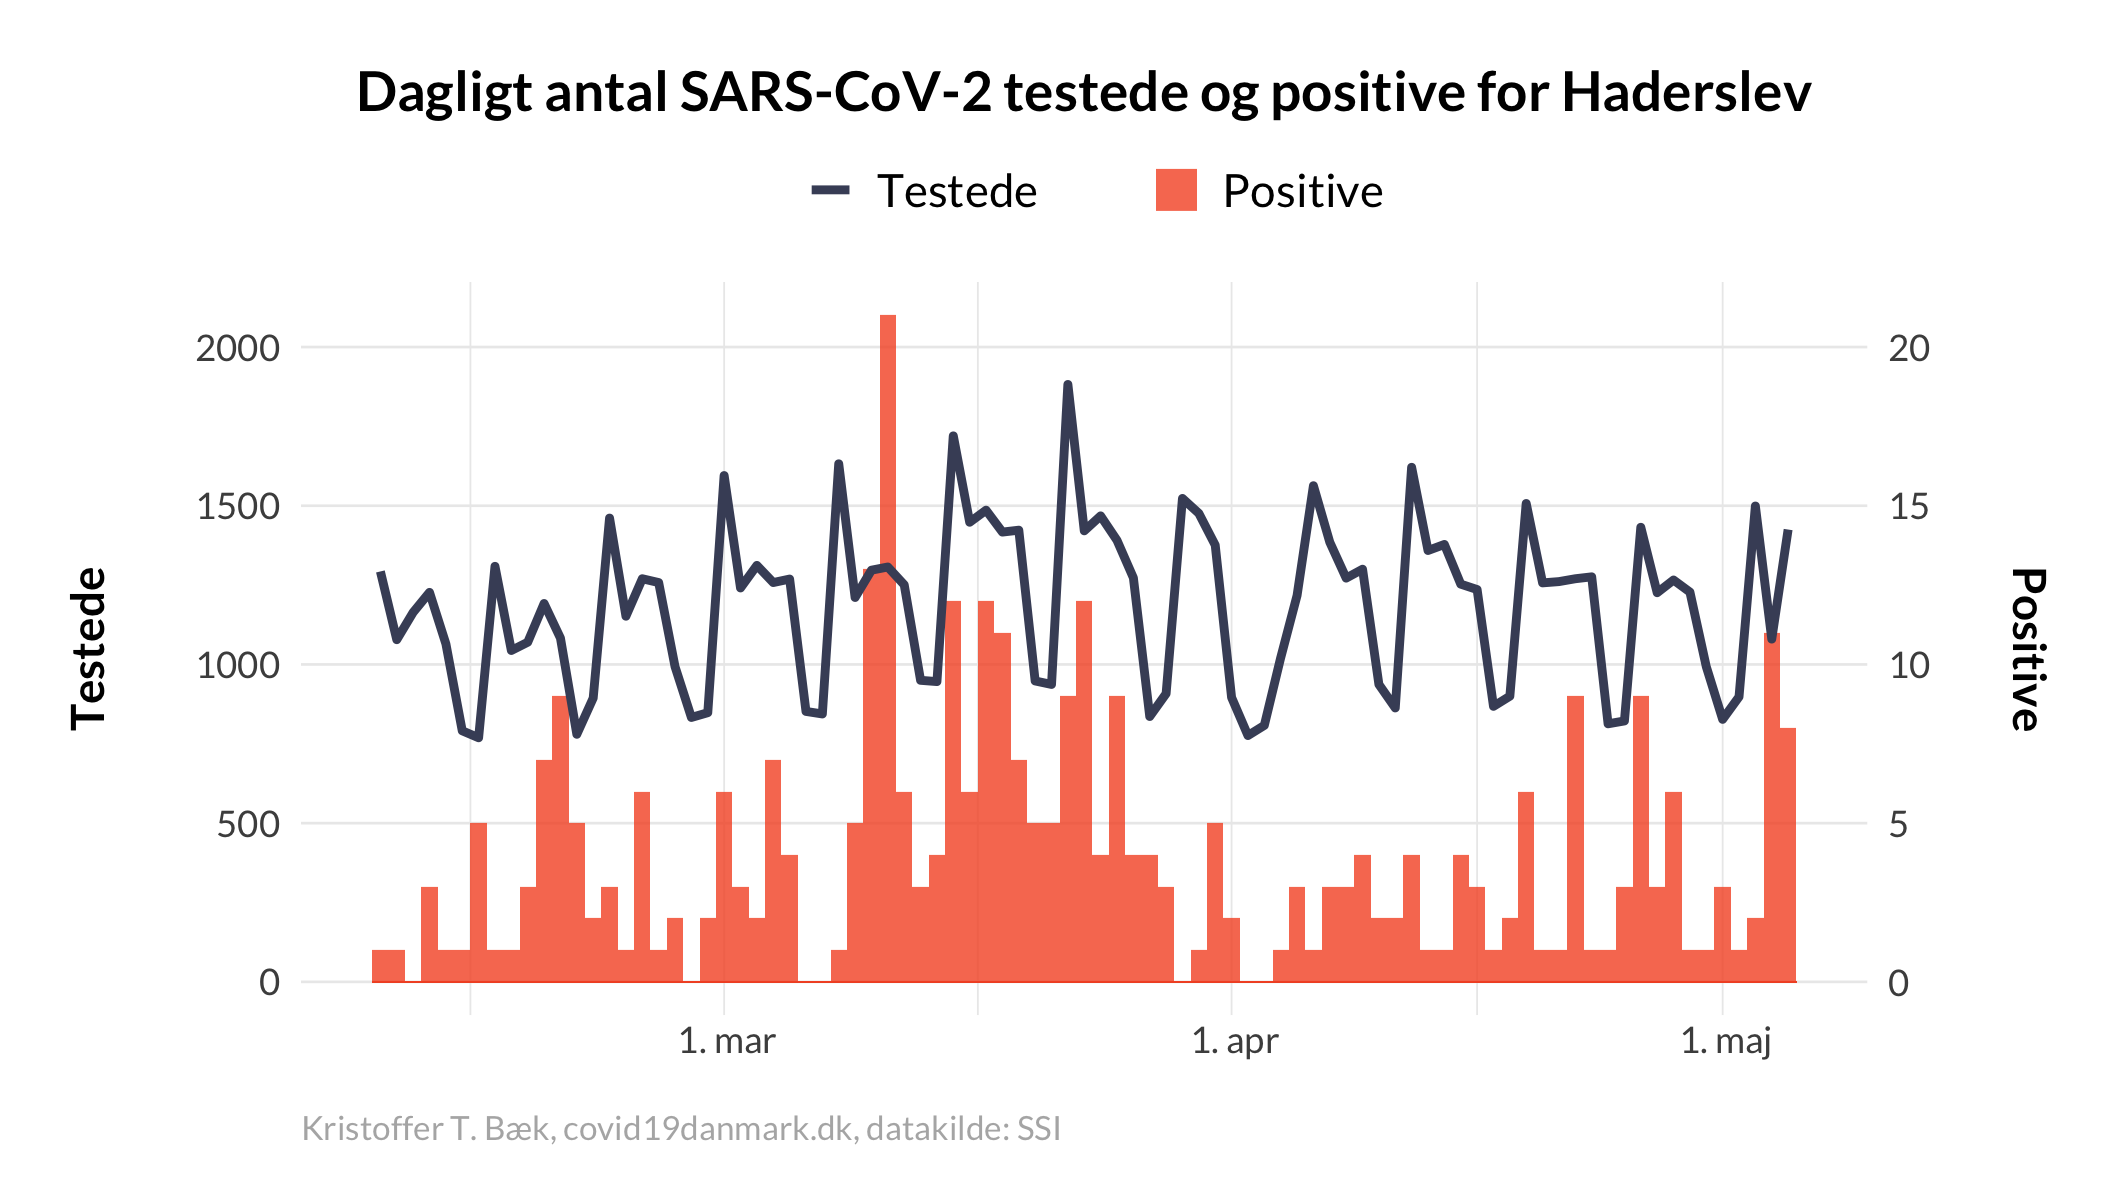 Dagligt antal SARS-CoV-2 testede og positive for Haderslev
Testede
Positive
2000
1500
1000
500
0
Testede
20
15
10
5
0
Positive
1. mar
1. apr
1. maj
Kristoffer T. Bæk, covid19danmark.dk, datakilde: SSI